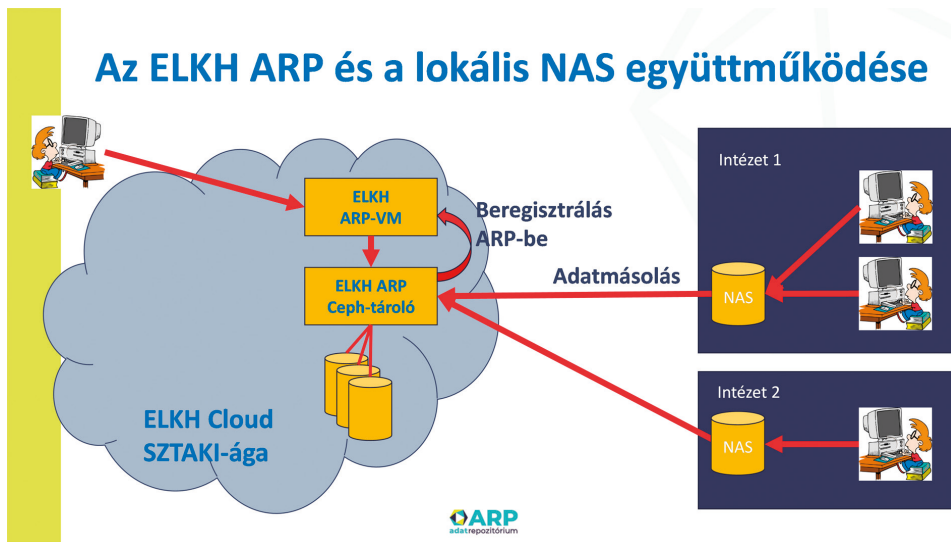 Az ELKH ARP és a lokális NAS együttműködése
ELKH
ARP-VM
Beregisztrálás
ARP-be
ELKH ARP
Ceph-tároló
Adatmásolás
ELKH Cloud
SZTAKI-ága
Intézet 1
NAS
Intézet 2
NAS
ARP
adatrepozitórium